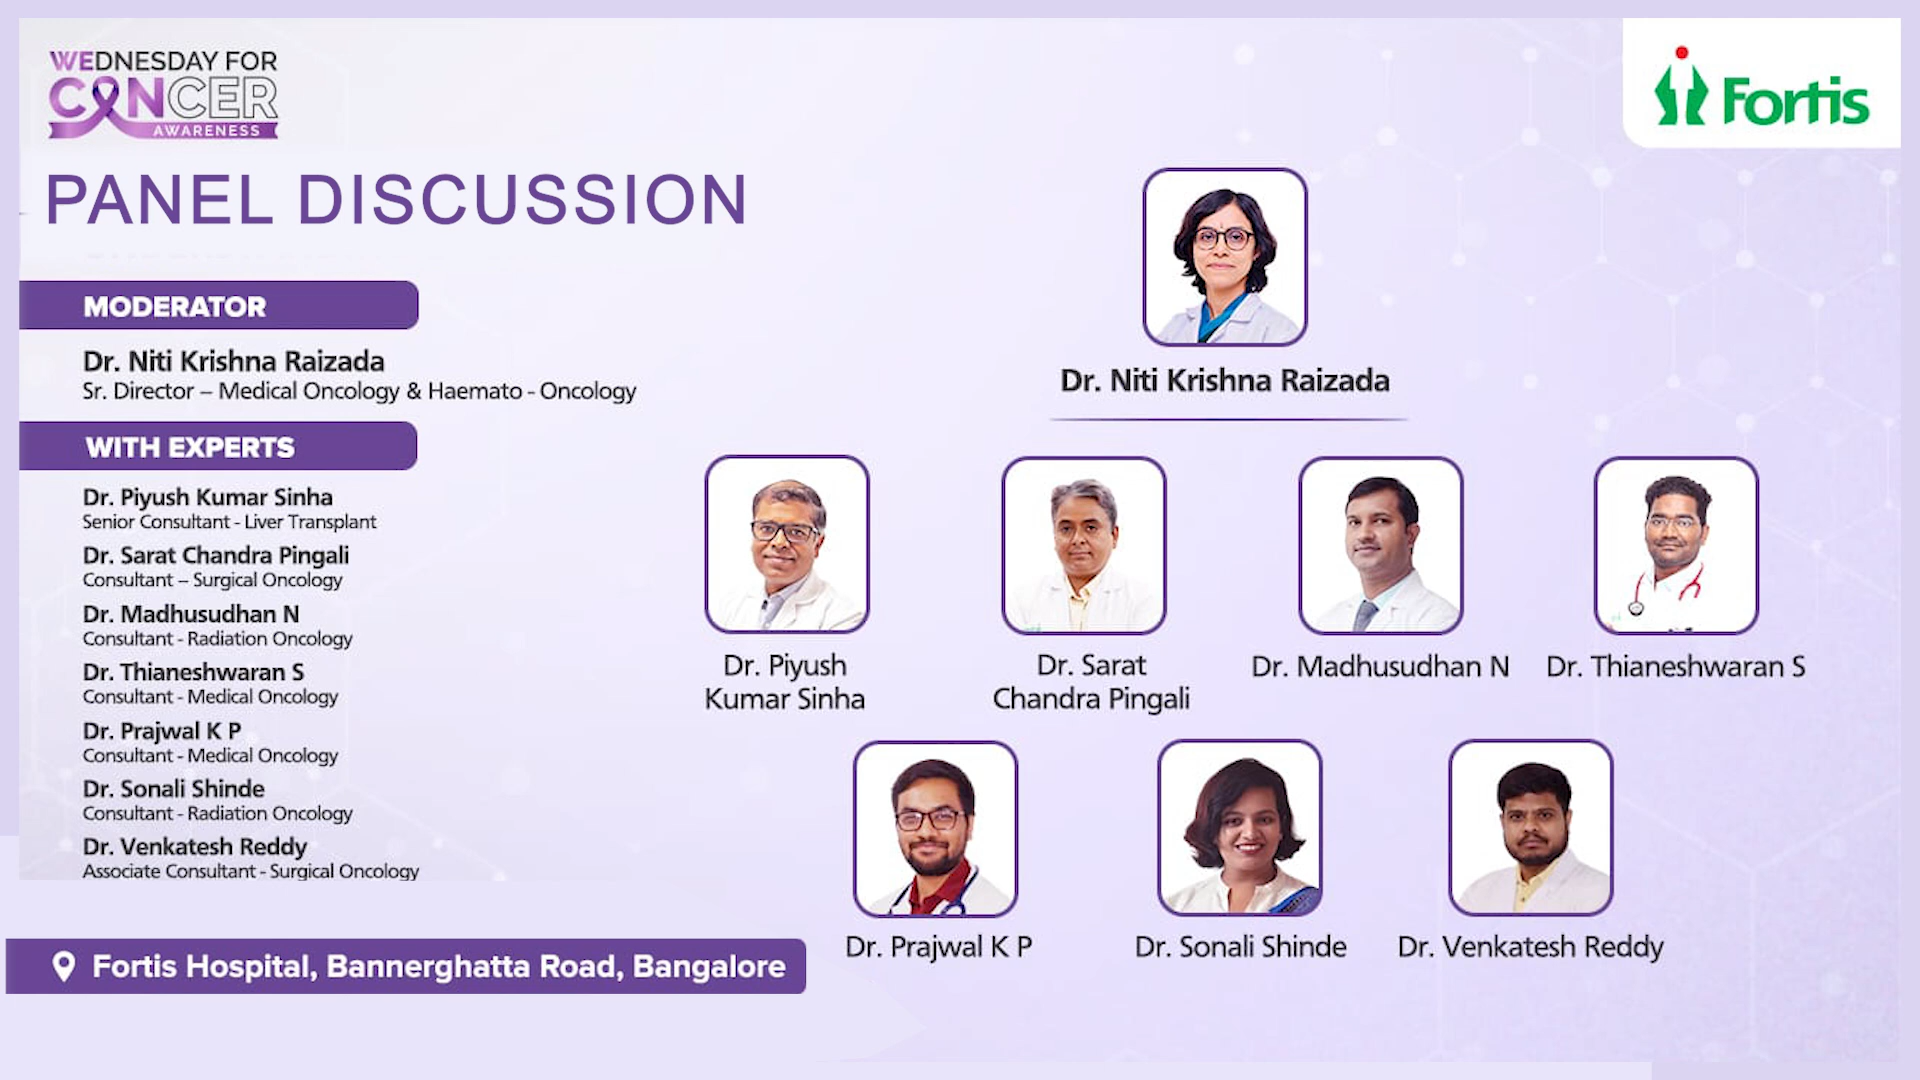 WEDNESDAY FOR
CANCER
AWARENESS
Fortis
PANEL DISCUSSION
MODERATOR
Dr. Niti Krishna Raizada
Sr. Director – Medical Oncology & Haemato - Oncology
WITH EXPERTS
Dr. Piyush Kumar Sinha
Senior Consultant - Liver Transplant
Dr. Sarat Chandra Pingali
Consultant – Surgical Oncology
Dr. Madhusudhan N
Consultant - Radiation Oncology
Dr. Thianeshwaran S
Consultant - Medical Oncology
Dr. Prajwal K P
Consultant - Medical Oncology
Dr. Sonali Shinde
Consultant - Radiation Oncology
Dr. Venkatesh Reddy
Associate Consultant - Surgical Oncology
Fortis Hospital, Bannerghatta Road, Bangalore
Dr. Niti Krishna Raizada
Dr. Piyush
Kumar Sinha
Dr. Sarat
Chandra Pingali
Dr. Madhusudhan N
Dr. Thianeshwaran S
Dr. Prajwal K P
Dr. Sonali Shinde
Dr. Venkatesh Reddy